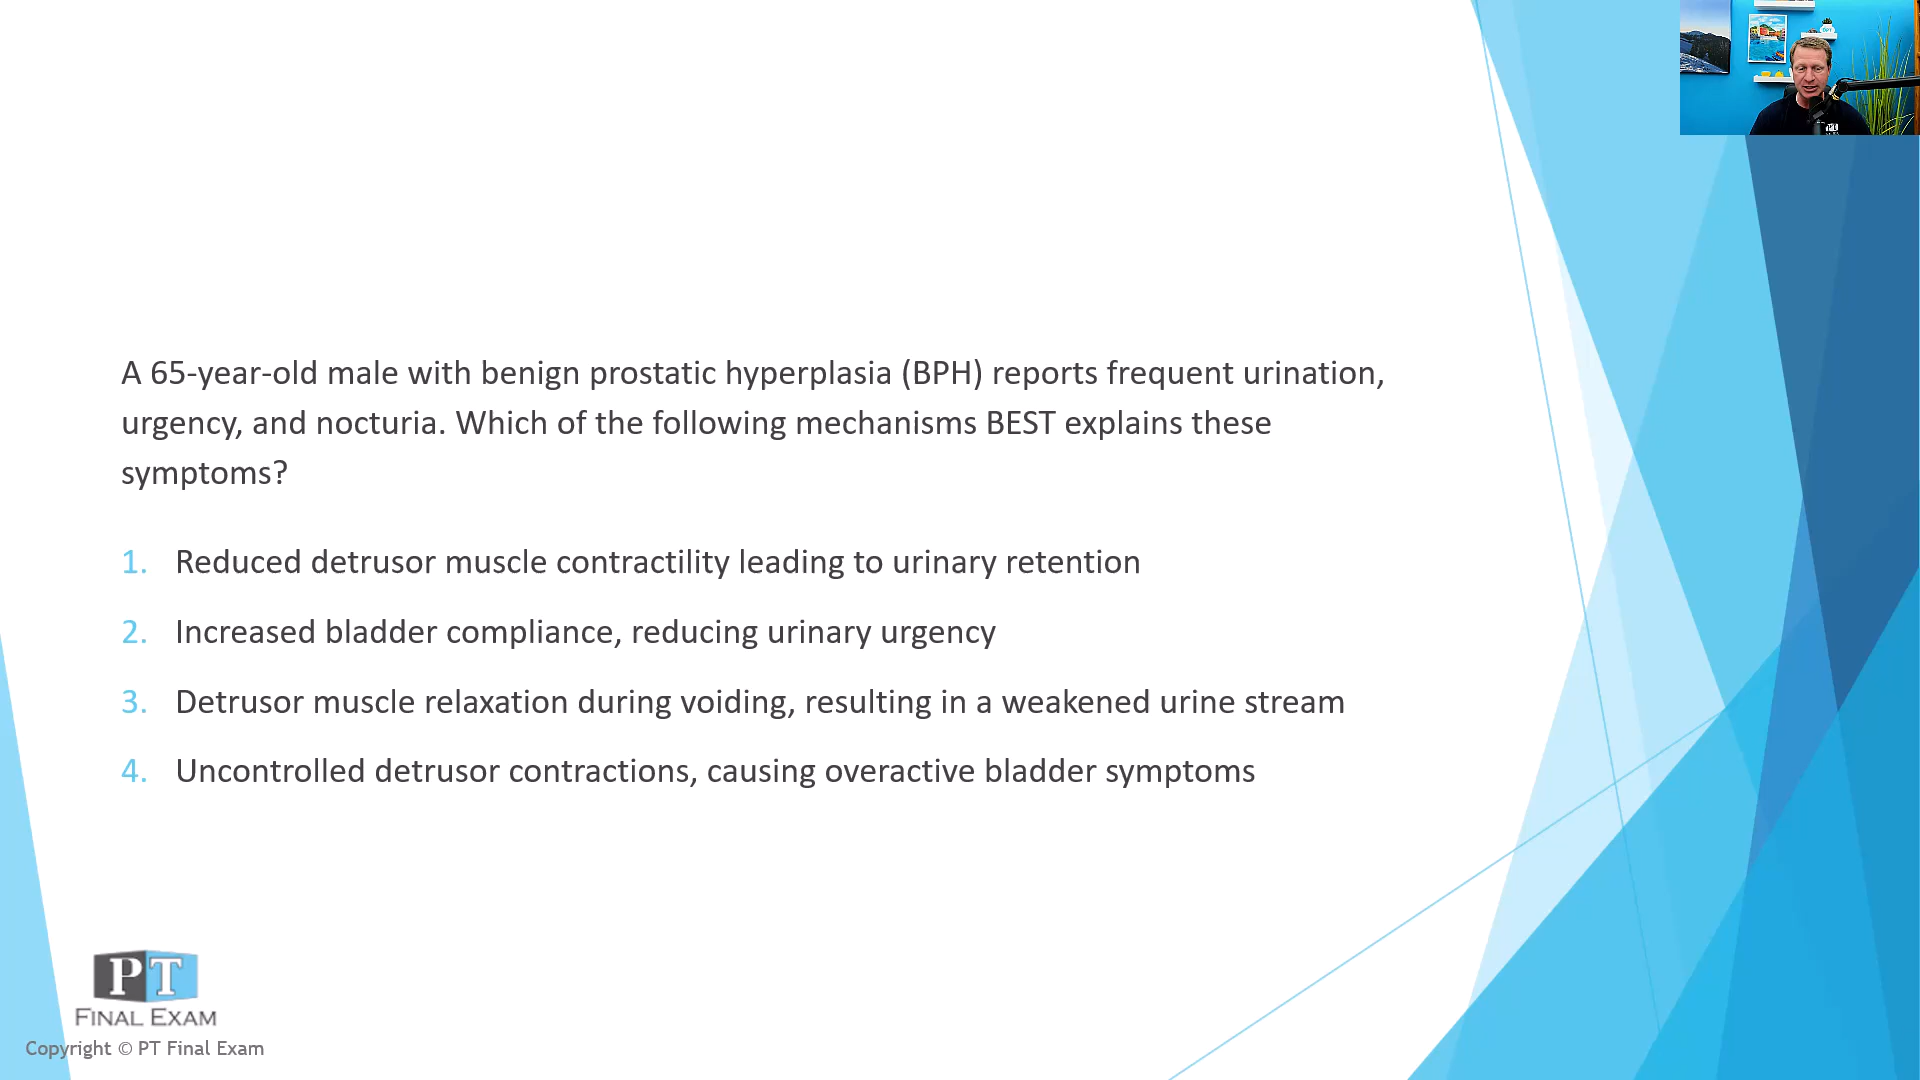 A 65-year-old male with benign prostatic hyperplasia (BPH) reports frequent urination,
urgency, and nocturia. Which of the following mechanisms BEST explains these
symptoms?
1. Reduced detrusor muscle contractility leading to urinary retention
2. Increased bladder compliance, reducing urinary urgency
3. Detrusor muscle relaxation during voiding, resulting in a weakened urine stream
4. Uncontrolled detrusor contractions, causing overactive bladder symptoms
PT
FINAL EXAM
Copyright © PT Final Exam
DPT
PT